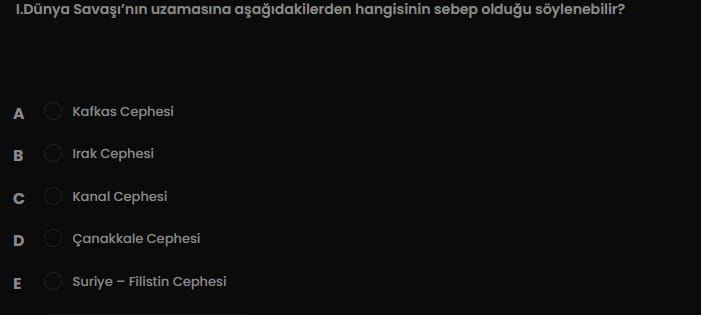 I.Dünya Savaşı'nın uzamasına aşağıdakilerden hangisinin sebep olduğu söylenebilir?
A Kafkas Cephesi
B Irak Cephesi
C Kanal Cephesi
D Çanakkale Cephesi
E Suriye – Filistin Cephesi